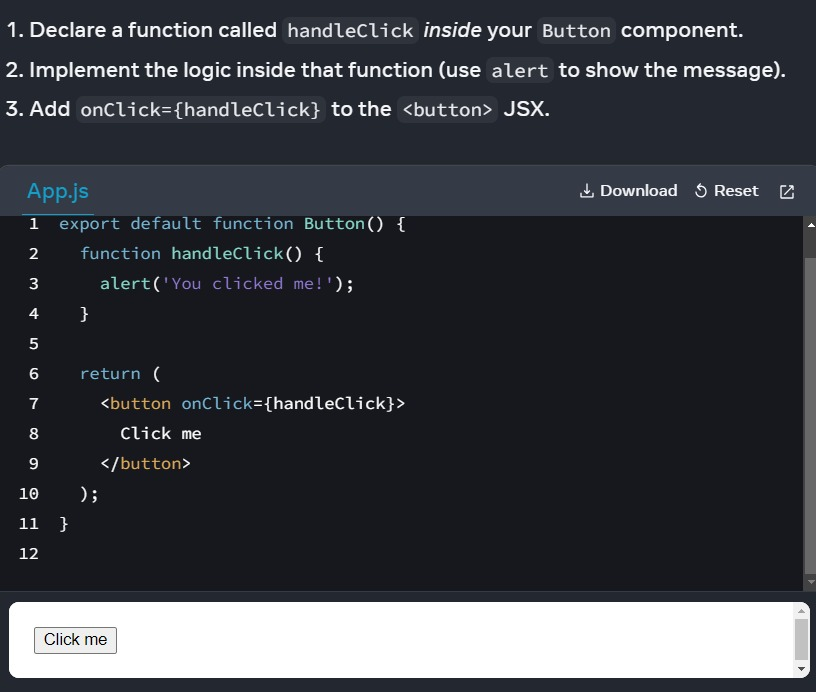 1. Declare a function called handleClick inside your Button component.
2. Implement the logic inside that function (use alert to show the message).
3. Add onClick={handleClick} to the <button> JSX.
App.js Download Reset
1 export default function Button() {
2   function handleClick() {
3     alert('You clicked me!');
4   }
5
6   return (
7     <button onClick={handleClick}>
8       Click me
9     </button>
10   );
11 }
12
Click me